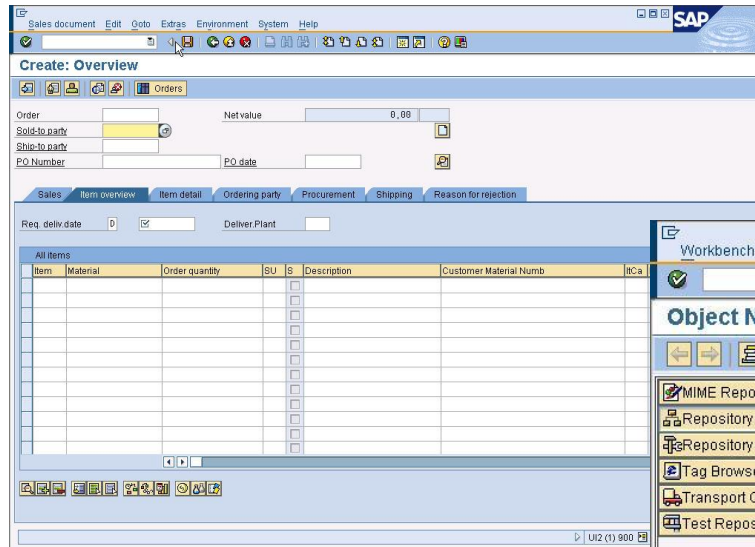 Sales document Edit Goto Extras Environment System Help
SAP
Create: Overview
Orders
Order
Net value
0,00
Sold-to party
Ship-to party
PO Number
PO date
Sales
Item overview
Item detail
Ordering party
Procurement
Shipping
Reason for rejection
Req. deliv.date
D
Deliver.Plant
All items
Item
Material
Order quantity
SU
S
Description
Customer Material Numb
ItCa
UI2 (1) 900
Workbench
Object N
MIME Repo
Repository
Repository
Tag Browse
Transport O
Test Repos